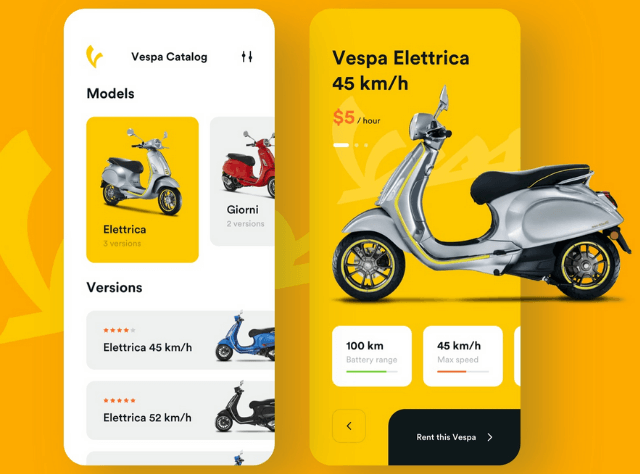 Vespa Catalog
Models
Elettrica
3 versions
Giorni
2 versions
Versions
Elettrica 45 km/h
Elettrica 52 km/h
Vespa Elettrica
45 km/h
$5 / hour
100 km
Battery range
45 km/h
Max speed
Rent this Vespa